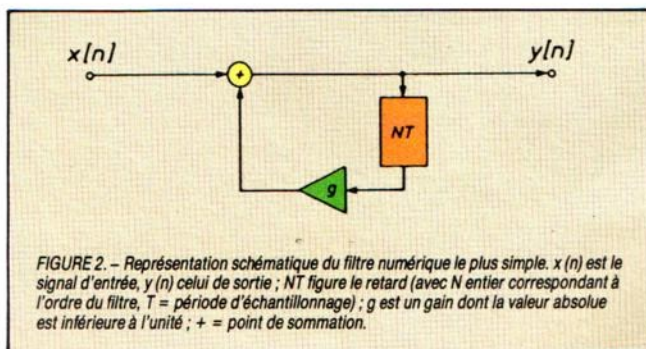 x[n]
y[n]
+
NT
g
FIGURE 2. – Représentation schématique du filtre numérique le plus simple. x (n) est le
signal d'entrée, y (n) celui de sortie ; NT figure le retard (avec N entier correspondant à
l'ordre du filtre, T = période d'échantillonnage) ; g est un gain dont la valeur absolue
est inférieure à l'unité ; + = point de sommation.